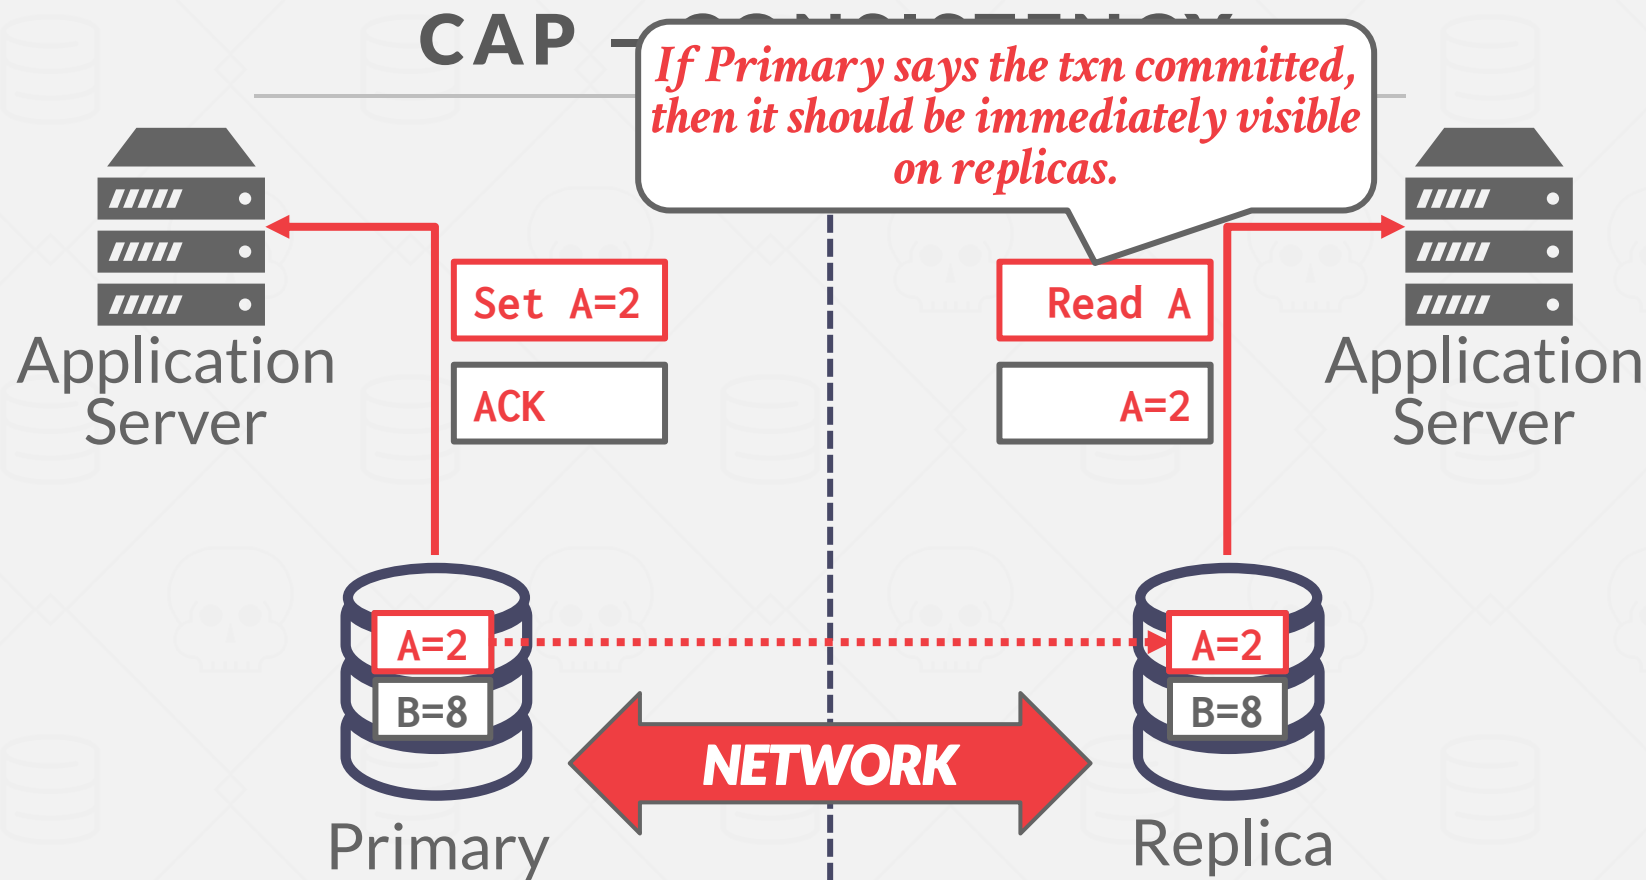 CAP – CONSISTENCY
If Primary says the txn committed,
then it should be immediately visible
on replicas.
Set A=2
ACK
Read A
A=2
Application
Server
Application
Server
A=2
B=8
A=2
B=8
NETWORK
Primary
Replica